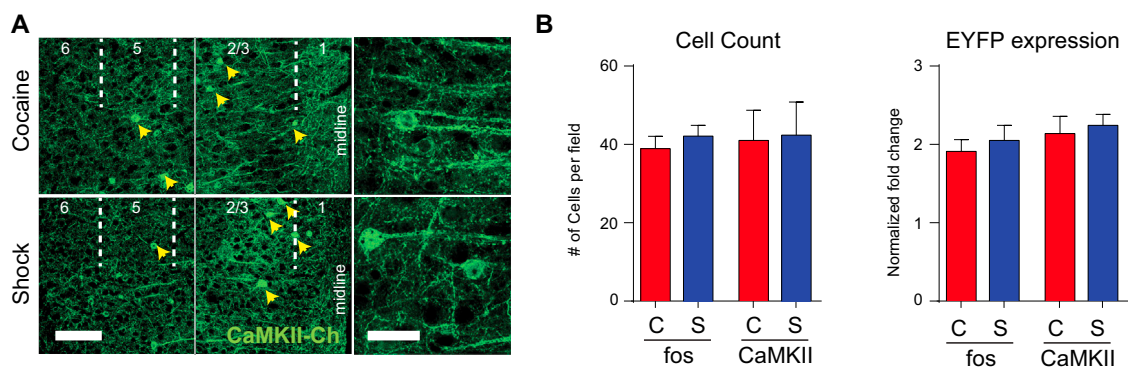 A
Cocaine
6 5 2/3 1
midline
Shock
6 5 2/3 1
midline
CaMKII-Ch
B
Cell Count
# of Cells per field
60
40
20
0
C S C S
fos CaMKII
EYFP expression
Normalized fold change
3
2
1
0
C S C S
fos CaMKII